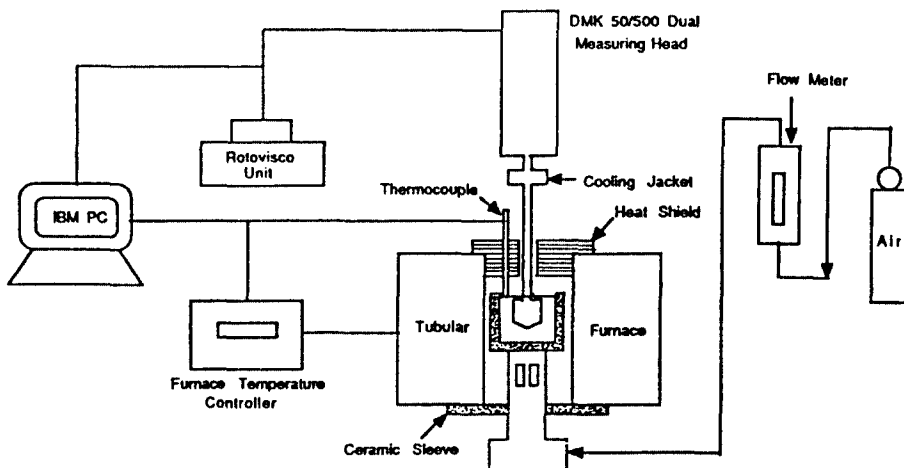 DMK 50/500 Dual
Measuring Head
Flow Meter
Rotovisco
Unit
Cooling Jacket
Thermocouple
IBM PC
Heat Shield
Air
Tubular
Furnace
Furnace Temperature
Controller
Ceramic Sleeve